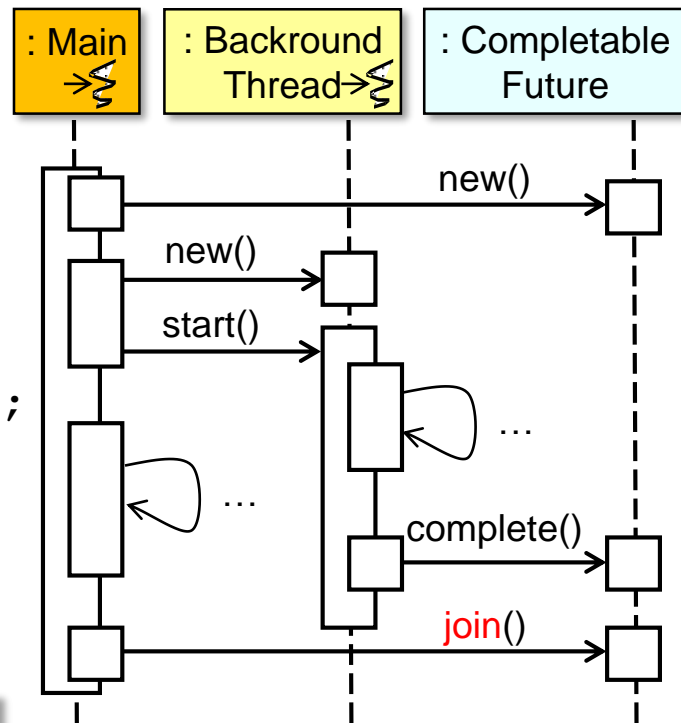 : Main
: Backround
Thread
: Completable
Future
new()
new()
start()
;
...
...
complete()
join()